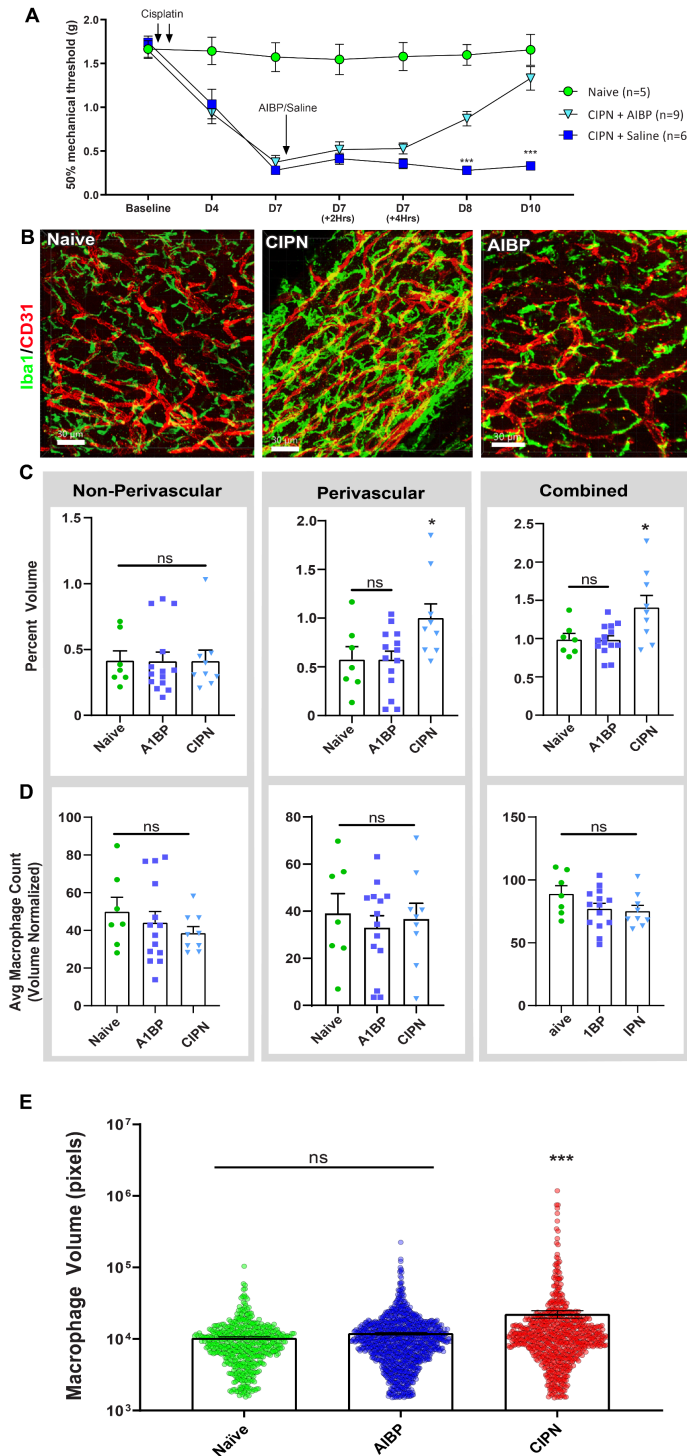 A
Cisplatin
50% mechanical threshold (g)
2.0
1.5
1.0
0.5
0.0
AIBP/Saline
***
***
Baseline
D4
D7
D7
(+2Hrs)
D7
(+4Hrs)
D8
D10
Naive (n=5)
CIPN + AIBP (n=9)
CIPN + Saline (n=6
B
Iba1/CD31
Naive
30 µm
CIPN
30 µm
AIBP
30 µm
C
Non-Perivascular
Perivascular
Combined
Percent Volume
1.5
1.0
0.5
0
ns
Naive
A1BP
CIPN
2.0
1.5
1.0
0.5
0
ns
*
Naive
A1BP
CIPN
2.5
2.0
1.5
1.0
0.5
0
ns
*
Naive
A1BP
CIPN
D
Avg Macrophage Count
(Volume Normalized)
100
80
60
40
20
0
ns
Naive
A1BP
CIPN
80
60
40
20
0
ns
Naive
A1BP
CIPN
150
100
50
0
ns
aive
1BP
IPN
E
Macrophage Volume (pixels)
10⁷
10⁶
10⁵
10⁴
10³
ns
***
Naïve
AIBP
CIPN